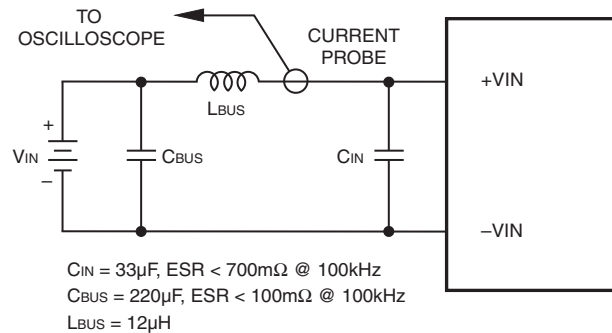 TO
OSCILLOSCOPE
CURRENT
PROBE
+VIN
LBUS
+
VIN
CBUS
CIN
–
–VIN
CIN = 33µF, ESR < 700mΩ @ 100kHz
CBUS = 220µF, ESR < 100mΩ @ 100kHz
LBUS = 12µH